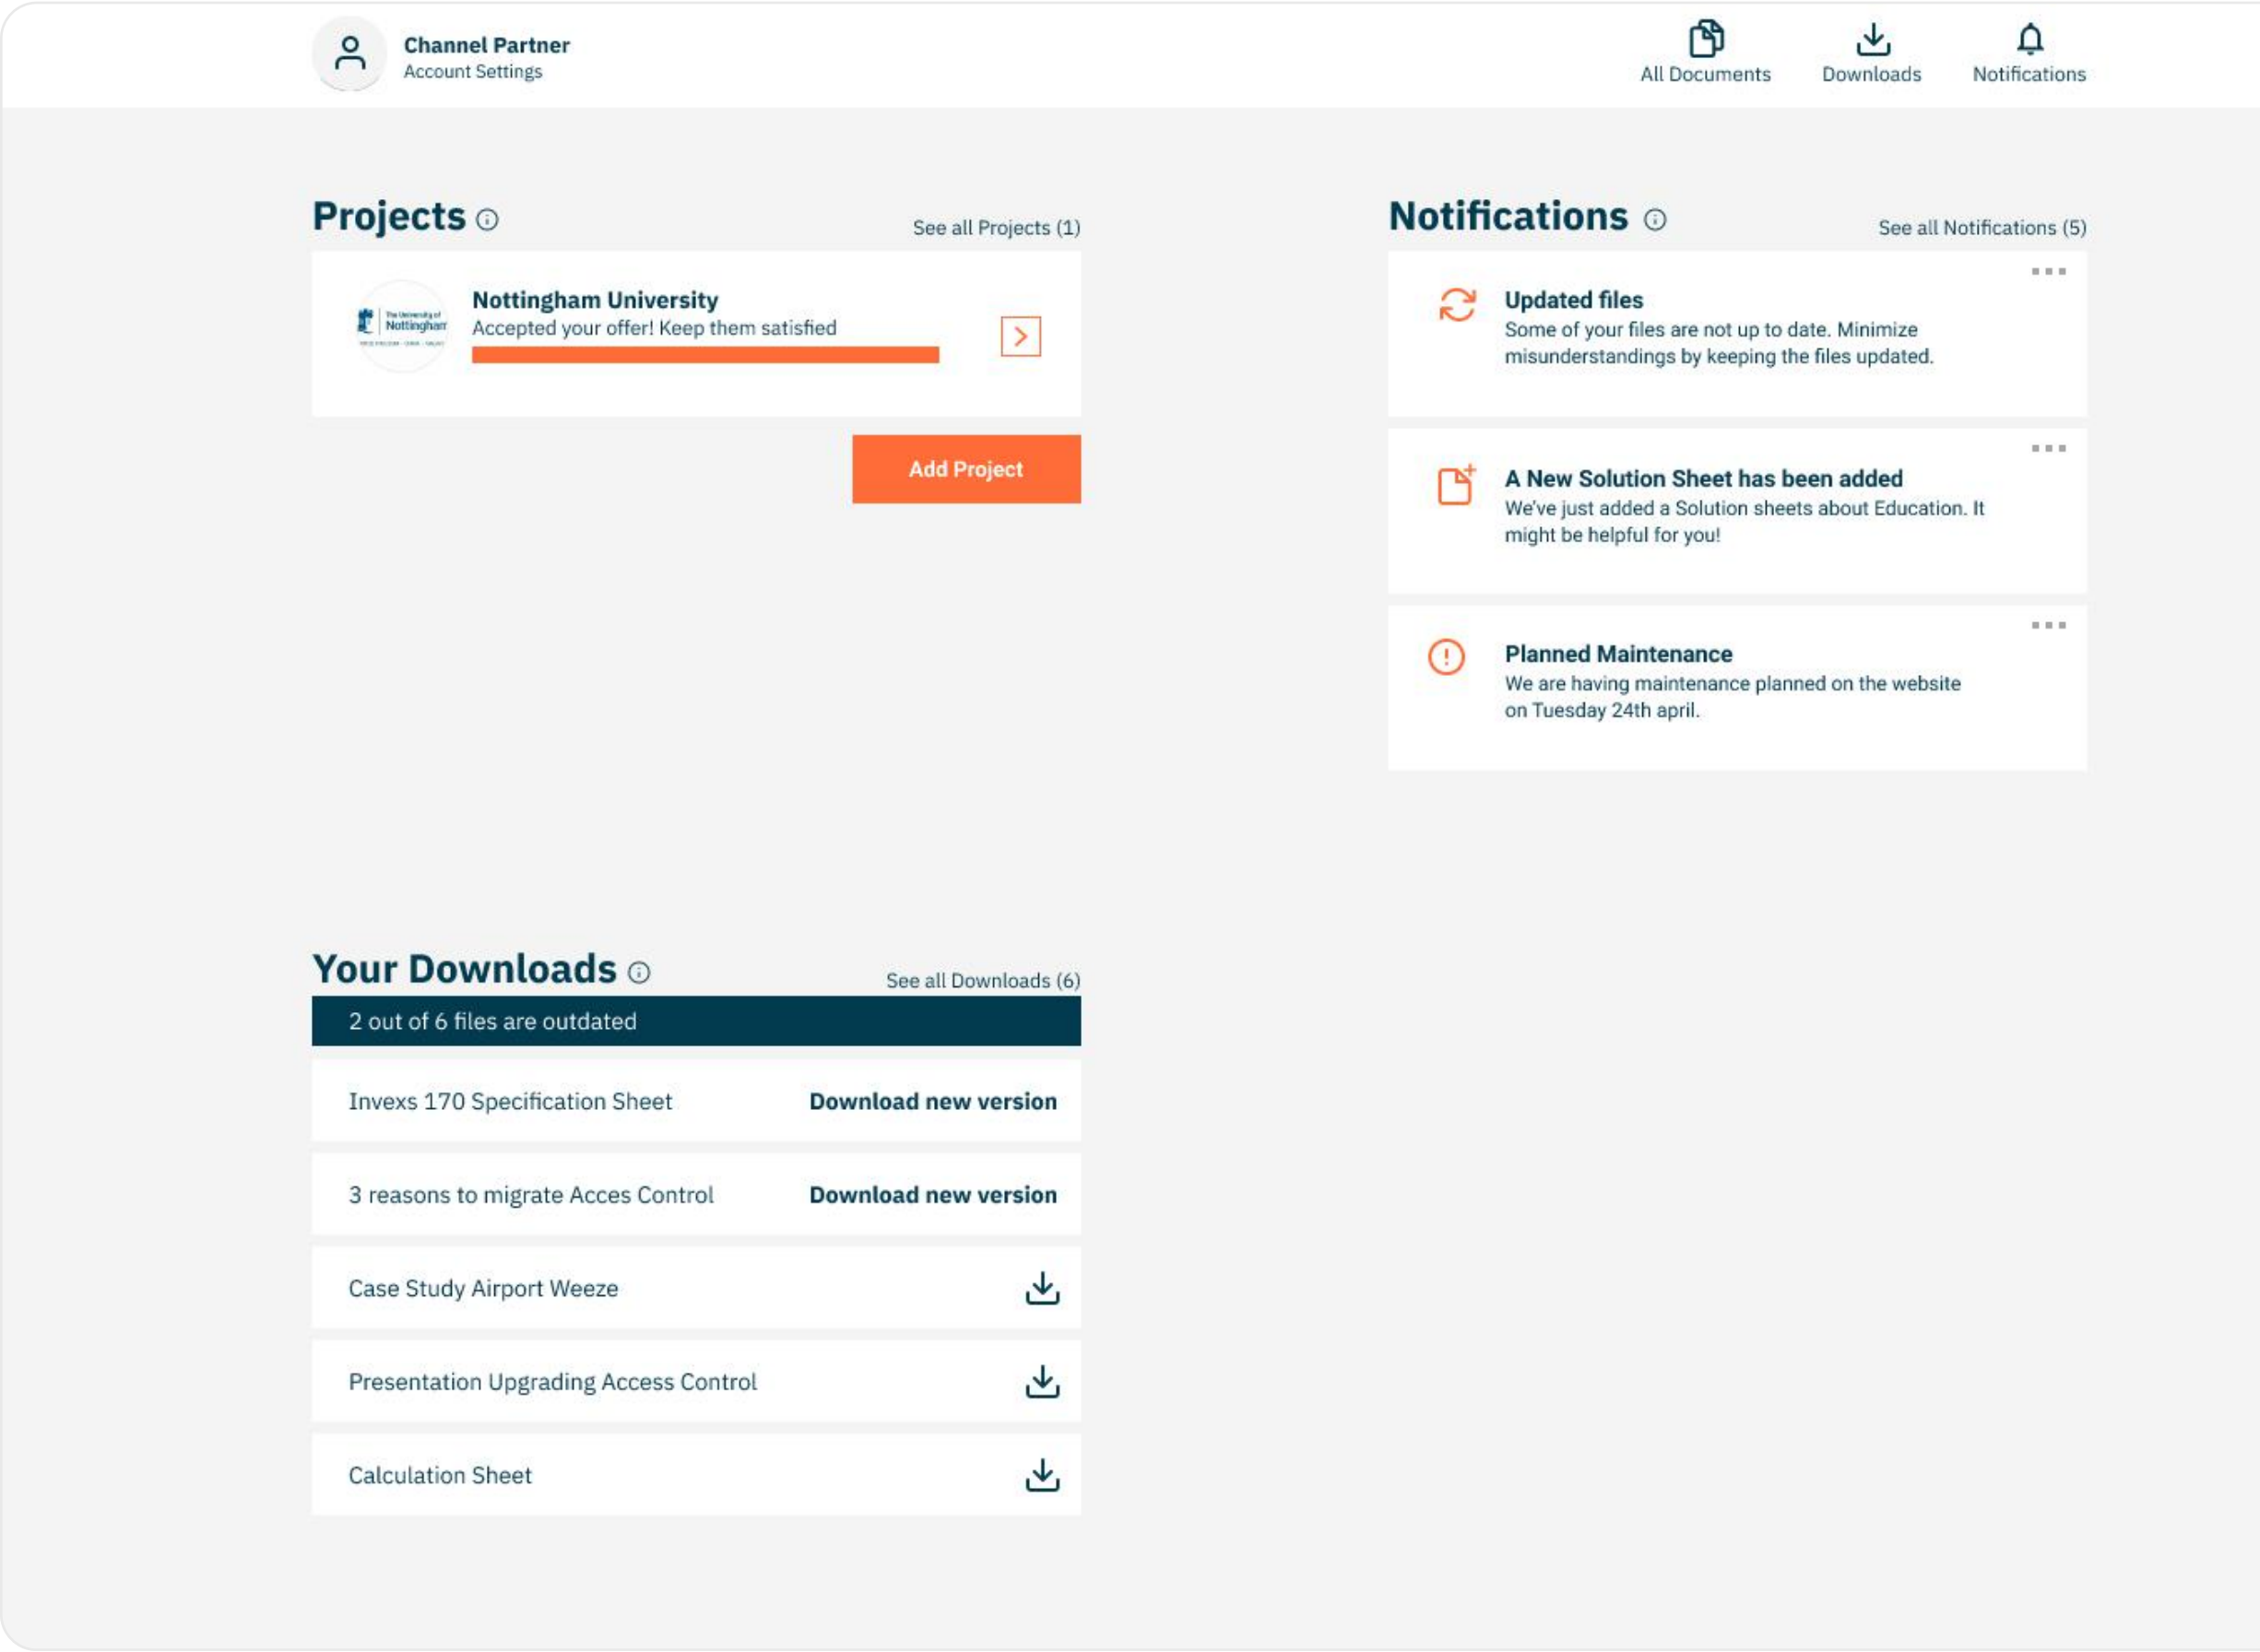 Channel Partner
Account Settings
All Documents
Downloads
Notifications
Projects
See all Projects (1)
The University of
Nottingham
Nottingham University
Accepted your offer! Keep them satisfied
Add Project
Notifications
See all Notifications (5)
Updated files
Some of your files are not up to date. Minimize
misunderstandings by keeping the files updated.
A New Solution Sheet has been added
We've just added a Solution sheets about Education. It
might be helpful for you!
Planned Maintenance
We are having maintenance planned on the website
on Tuesday 24th april.
Your Downloads
See all Downloads (6)
2 out of 6 files are outdated
Invexs 170 Specification Sheet
Download new version
3 reasons to migrate Acces Control
Download new version
Case Study Airport Weeze
Presentation Upgrading Access Control
Calculation Sheet